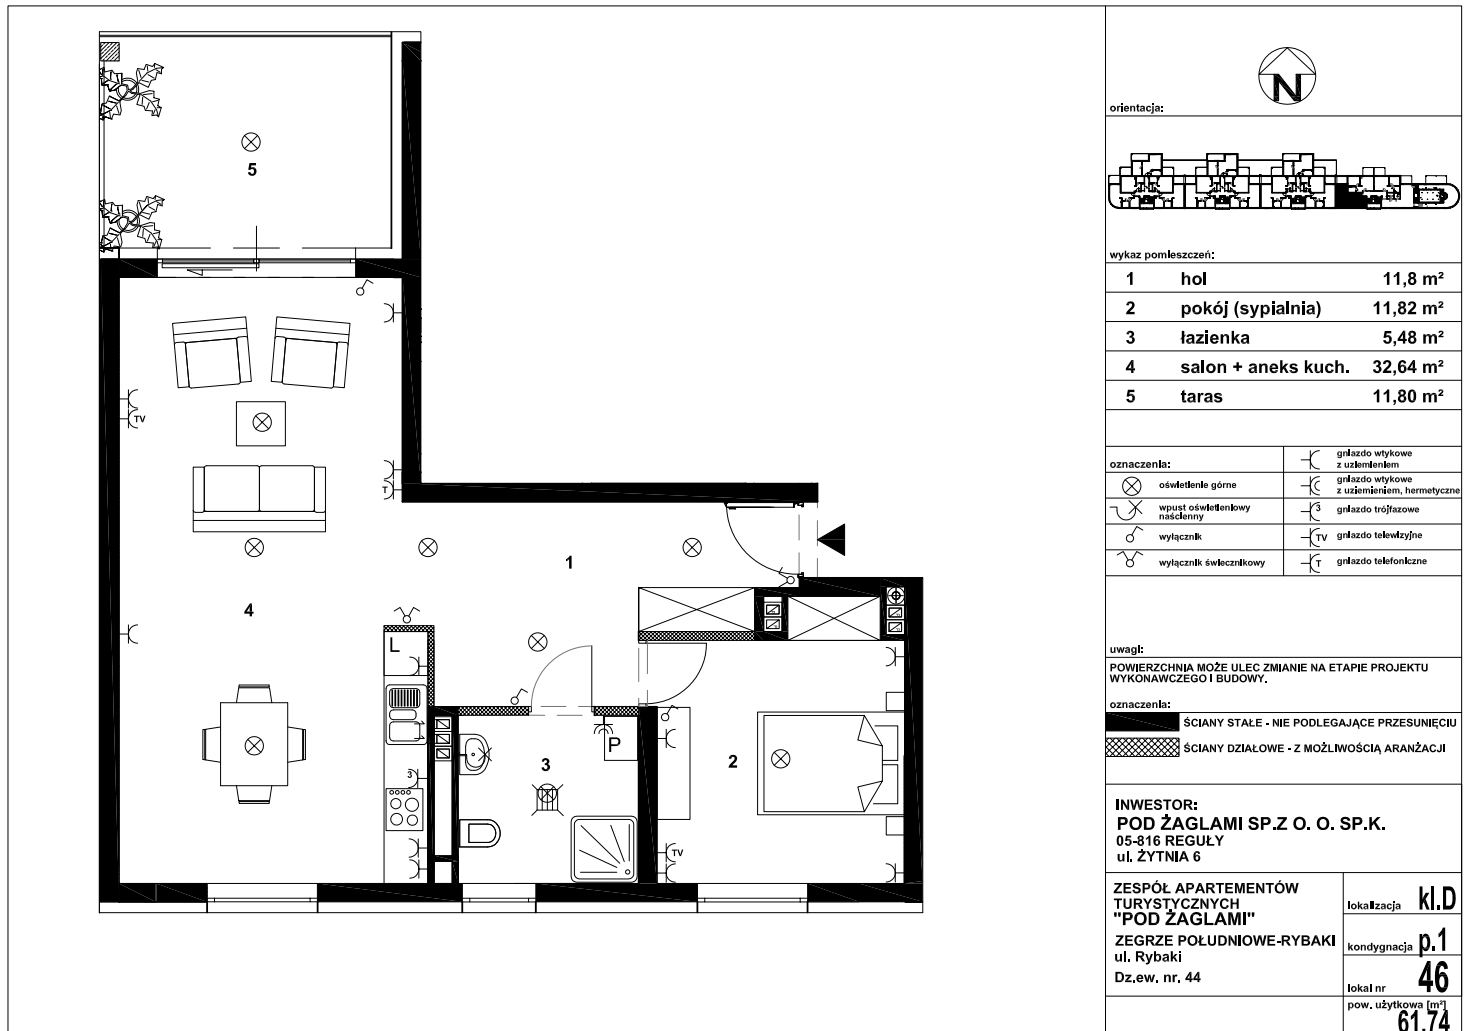 5
TV
T
1
4
L
3
P
3
2
TV
N
orientacja:
wykaz pomieszczeń:
1 hol 11,8 m²
2 pokój (sypialnia) 11,82 m²
3 łazienka 5,48 m²
4 salon + aneks kuch. 32,64 m²
5 taras 11,80 m²
oznaczenia:
gniazdo wtykowe
z uziemieniem
oświetlenie górne
gniazdo wtykowe
z uziemieniem, hermetyczne
wpust oświetleniowy
naścienny
3 gniazdo trójfazowe
wyłącznik
TV gniazdo telewizyjne
wyłącznik świecznikowy
T gniazdo telefoniczne
uwagi:
POWIERZCHNIA MOŻE ULEC ZMIANIE NA ETAPIE PROJEKTU
WYKONAWCZEGO I BUDOWY.
oznaczenia:
ŚCIANY STAŁE - NIE PODLEGAJĄCE PRZESUNIĘCIU
ŚCIANY DZIAŁOWE - Z MOŻLIWOŚCIĄ ARANŻACJI
INWESTOR:
POD ŻAGLAMI SP.Z O. O. SP.K.
05-816 REGUŁY
ul. ŻYTNIA 6
ZESPÓŁ APARTEMENTÓW
TURYSTYCZNYCH
"POD ŻAGLAMI"
ZEGRZE POŁUDNIOWE-RYBAKI
ul. Rybaki
Dz.ew. nr. 44
lokalizacja kl.D
kondygnacja p.1
lokal nr 46
pow. użytkowa [m²]
61,74